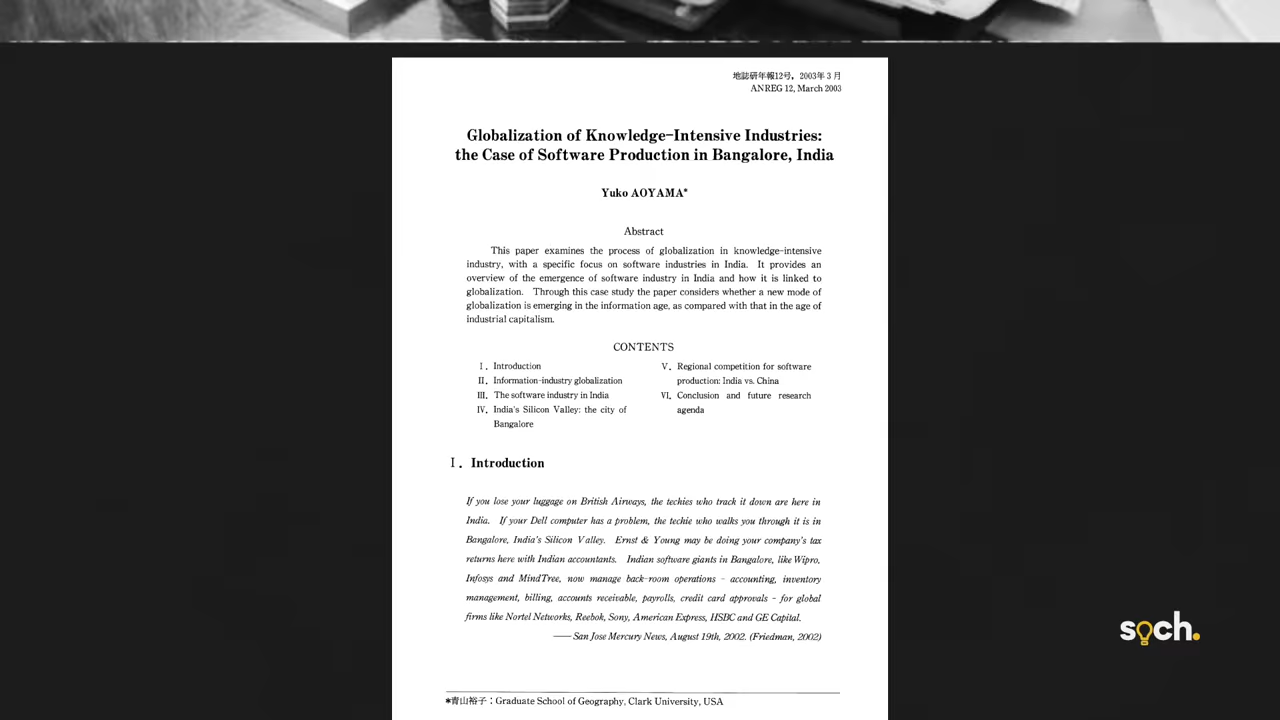 地誌研年報12号，2003年 3 月
ANREG 12, March 2003
Globalization of Knowledge-Intensive Industries:
the Case of Software Production in Bangalore, India
Yuko AOYAMA*
Abstract
This paper examines the process of globalization in knowledge-intensive
industry, with a specific focus on software industries in India. It provides an
overview of the emergence of software industry in India and how it is linked to
globalization. Through this case study the paper considers whether a new mode of
globalization is emerging in the information age, as compared with that in the age of
industrial capitalism.
CONTENTS
Ⅰ. Introduction
Ⅱ. Information-industry globalization
Ⅲ. The software industry in India
Ⅳ. India's Silicon Valley: the city of
Bangalore
Ⅴ. Regional competition for software
production: India vs. China
Ⅵ. Conclusion and future research
agenda
Ⅰ. Introduction
If you lose your luggage on British Airways, the techies who track it down are here in
India. If your Dell computer has a problem, the techie who walks you through it is in
Bangalore, India's Silicon Valley. Ernst & Young may be doing your company's tax
returns here with Indian accountants. Indian software giants in Bangalore, like Wipro,
Infosys and MindTree, now manage back-room operations - accounting, inventory
management, billing, accounts receivable, payrolls, credit card approvals - for global
firms like Nortel Networks, Reebok, Sony, American Express, HSBC and GE Capital.
—— San Jose Mercury News, August 19th, 2002. (Friedman, 2002)
*青山裕子：Graduate School of Geography, Clark University, USA
soch.